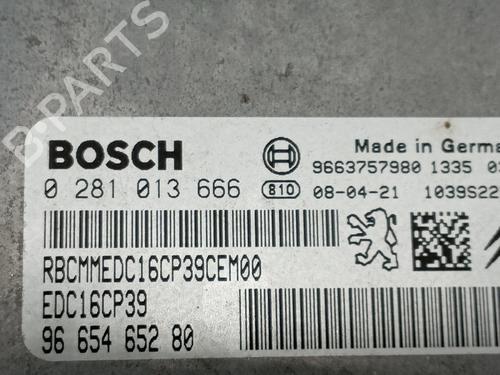 BOSCH
Made in German
0 281 013 666
9663757980 1335
810
08-04-21 1039S22
RBCMMEDC16CP39CEM00
EDC16CP39
96 654 652 80
B-PARTS